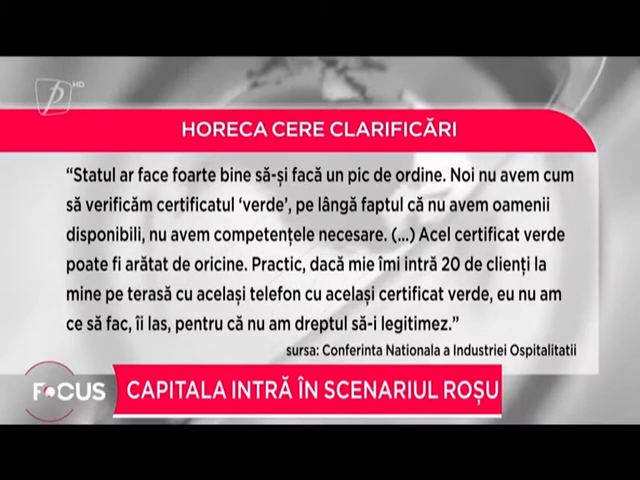 HD
HORECA CERE CLARIFICĂRI
“Statul ar face foarte bine să-și facă un pic de ordine. Noi nu avem cum
să verificăm certificatul ‘verde’, pe lângă faptul că nu avem oamenii
disponibili, nu avem competențele necesare. (...) Acel certificat verde
poate fi arătat de oricine. Practic, dacă mie îmi intră 20 de clienți la
mine pe terasă cu același telefon cu același certificat verde, eu nu am
ce să fac, îi las, pentru că nu am dreptul să-i legitimez.”
sursa: Conferinta Nationala a Industriei Ospitalitatii
FOCUS
CAPITALA INTRĂ ÎN SCENARIUL ROȘU